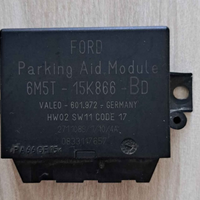 FORD
Parking Aid Module
6M5T - 15K866 - BD
VALEO - 601.972 - GERMANY
HW02 SW11 CODE 17